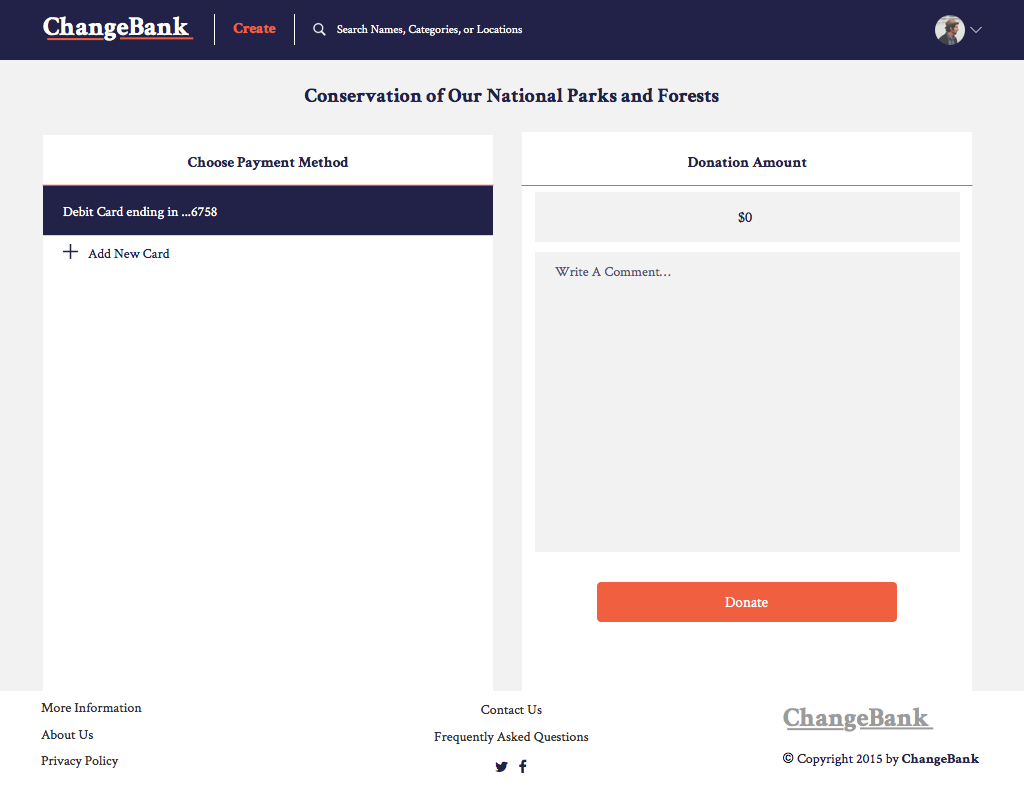 ChangeBank
Create
Search Names, Categories, or Locations
Conservation of Our National Parks and Forests
Choose Payment Method
Debit Card ending in ...6758
Add New Card
Donation Amount
$0
Write A Comment...
Donate
More Information
About Us
Privacy Policy
Contact Us
Frequently Asked Questions
ChangeBank
© Copyright 2015 by ChangeBank